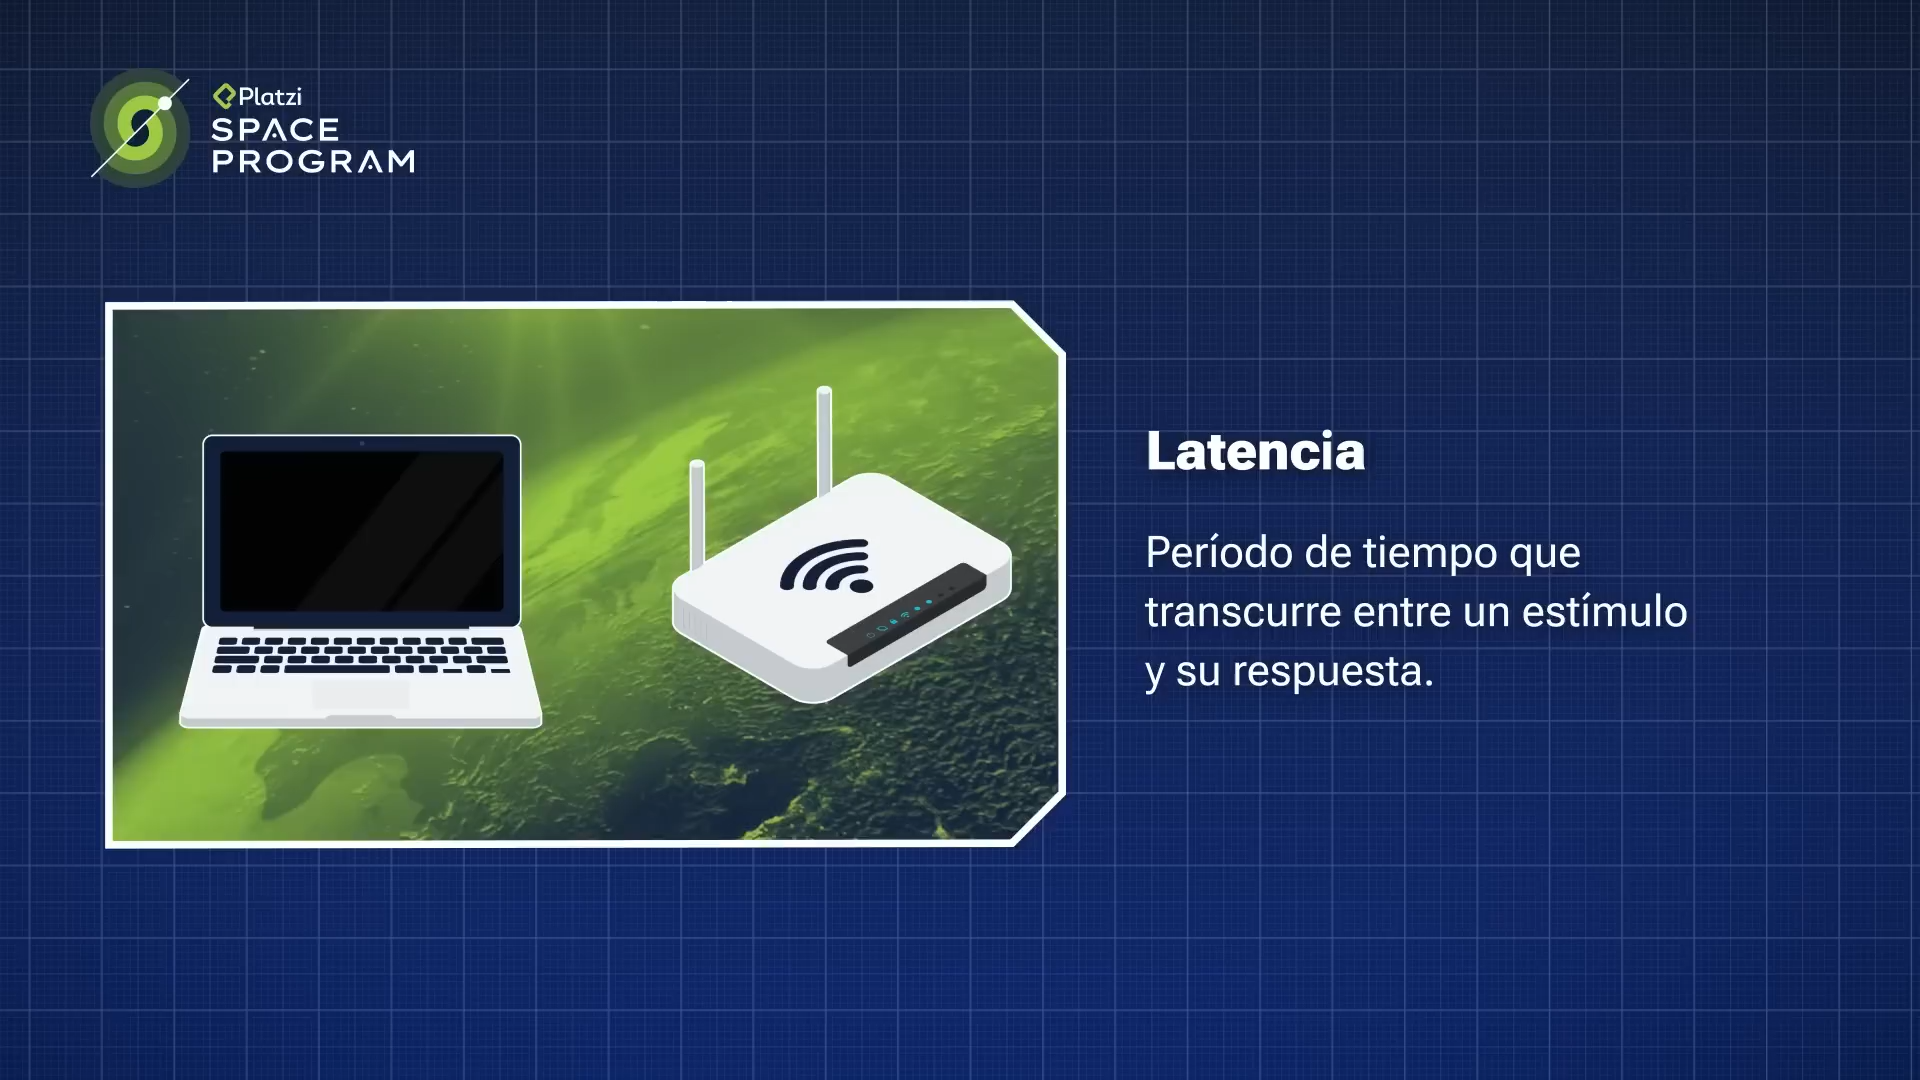 Platzi
SPACE
PROGRAM
Latencia
Período de tiempo que
transcurre entre un estímulo
y su respuesta.